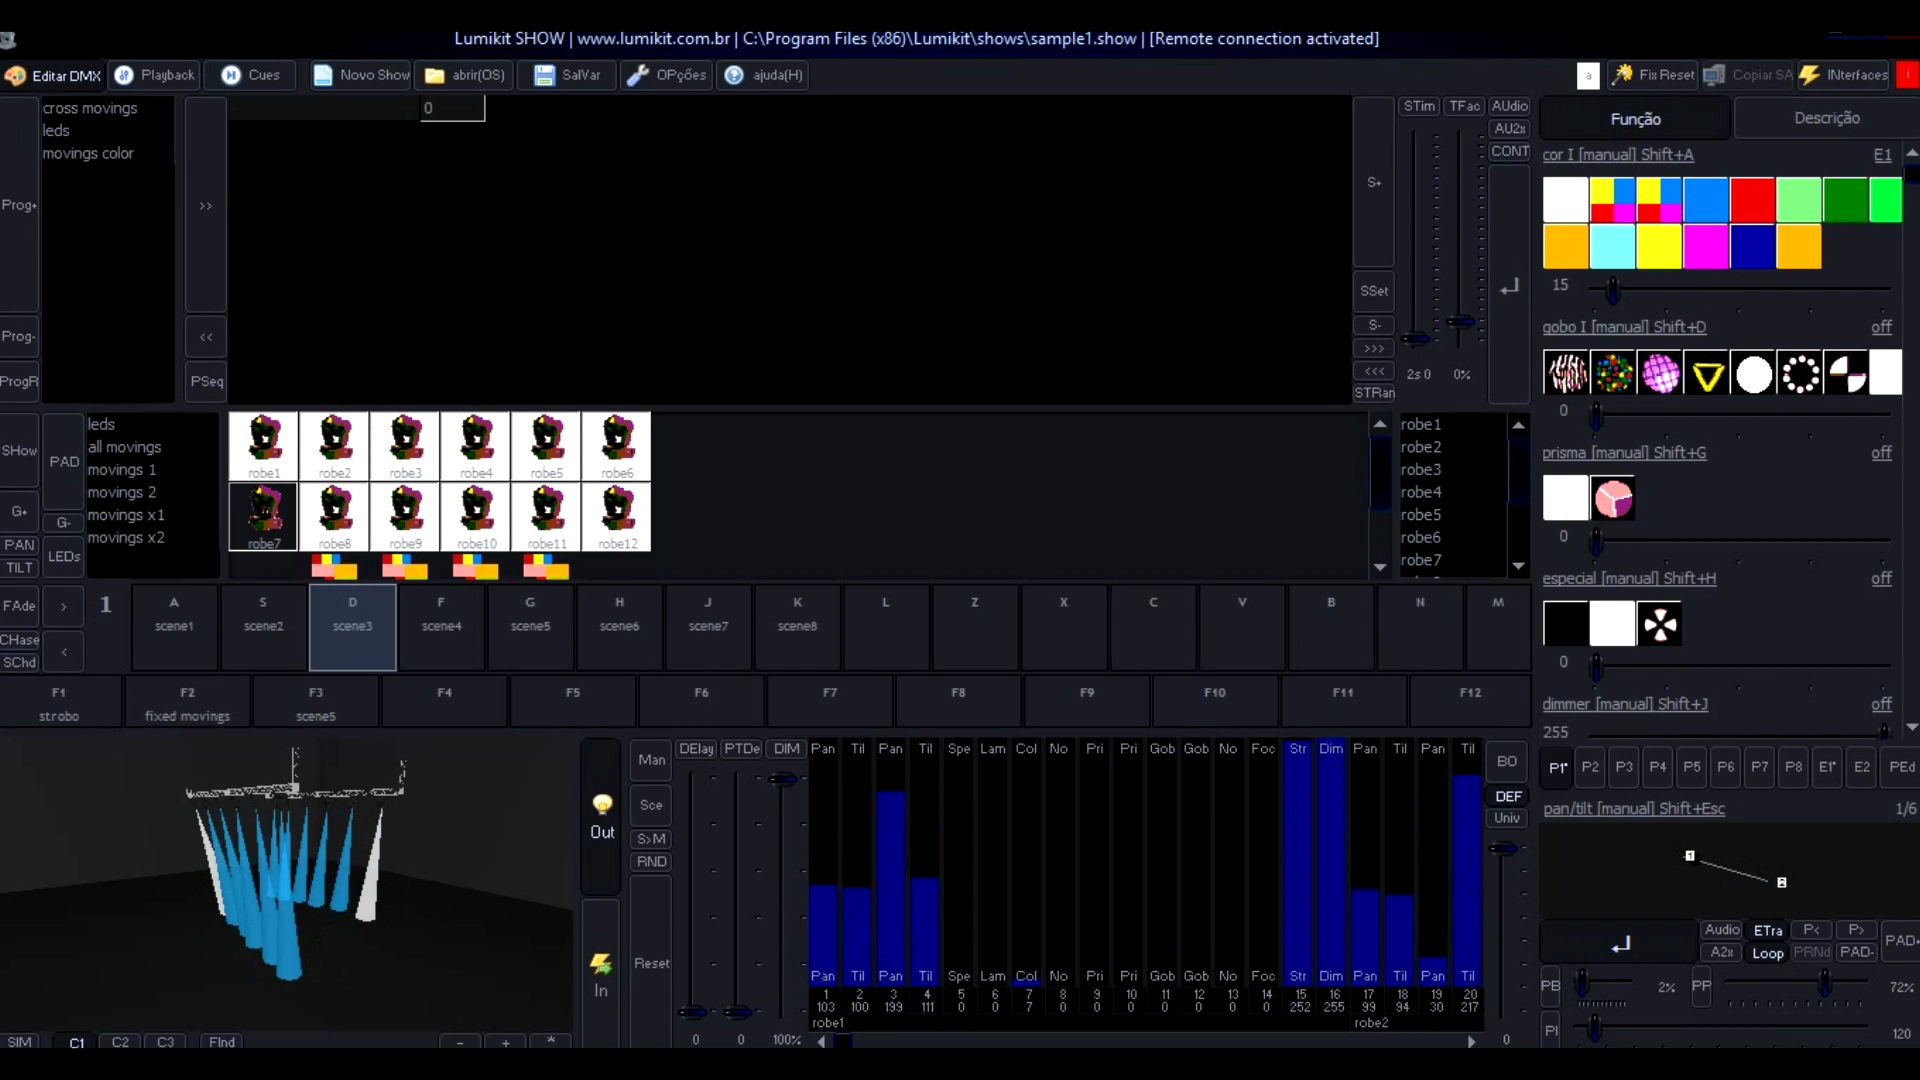 Lumikit SHOW | www.lumikit.com.br | C:\Program Files (x86)\Lumikit\shows\sample1.show | [Remote connection activated]
Editar DMX Playback Cues Novo Show abrir(OS) SalVar OPções ajuda(H) a Fix Reset Copiar SA INterfaces i
cross movings
leds
movings color
Prog+
Prog-
ProgR
>>
<<
PSeq
0
S+
SSet
S-
>>>
<<<
STRan
STim TFac AUdio
AU2x
CONT
2s 0 0%
Função Descrição
cor I [manual] Shift+A E1
15
gobo I [manual] Shift+D off
0
prisma [manual] Shift+G off
0
especial [manual] Shift+H off
0
dimmer [manual] Shift+J off
255
SHow
G+
PAN
TILT
PAD
G-
LEDs
leds
all movings
movings 1
movings 2
movings x1
movings x2
robe1 robe2 robe3 robe4 robe5 robe6
robe7 robe8 robe9 robe10 robe11 robe12
robe1
robe2
robe3
robe4
robe5
robe6
robe7
FAde >
CHase
SChd <
1
A S D F G H J K L Z X C V B N M
scene1 scene2 scene3 scene4 scene5 scene6 scene7 scene8
F1 F2 F3 F4 F5 F6 F7 F8 F9 F10 F11 F12
strobo fixed movings scene5
Out
In
Man
Sce
S>M
RND
Reset
DElay PTDe DIM
0 0 100%
Pan Til Pan Til Spe Lam Col No Pri Pri Gob Gob No Foc Str Dim Pan Til Pan Til
Pan Til Pan Til Spe Lam Col No Pri Pri Gob Gob No Foc Str Dim Pan Til Pan Til
1 2 3 4 5 6 7 8 9 10 11 12 13 14 15 16 17 18 19 20
103 100 199 111 0 0 7 0 0 0 0 0 0 0 252 255 99 94 30 217
robe1 robe2
BO
DEF
Univ
0
P1* P2 P3 P4 P5 P6 P7 P8 E1* E2 PEd
pan/tilt [manual] Shift+Esc 1/6
1
2
Audio ETra P< P> PAD+
A2x Loop PRNd PAD-
PB 2% PP 72%
PI 120
SIM C1 C2 C3 FInd - + *